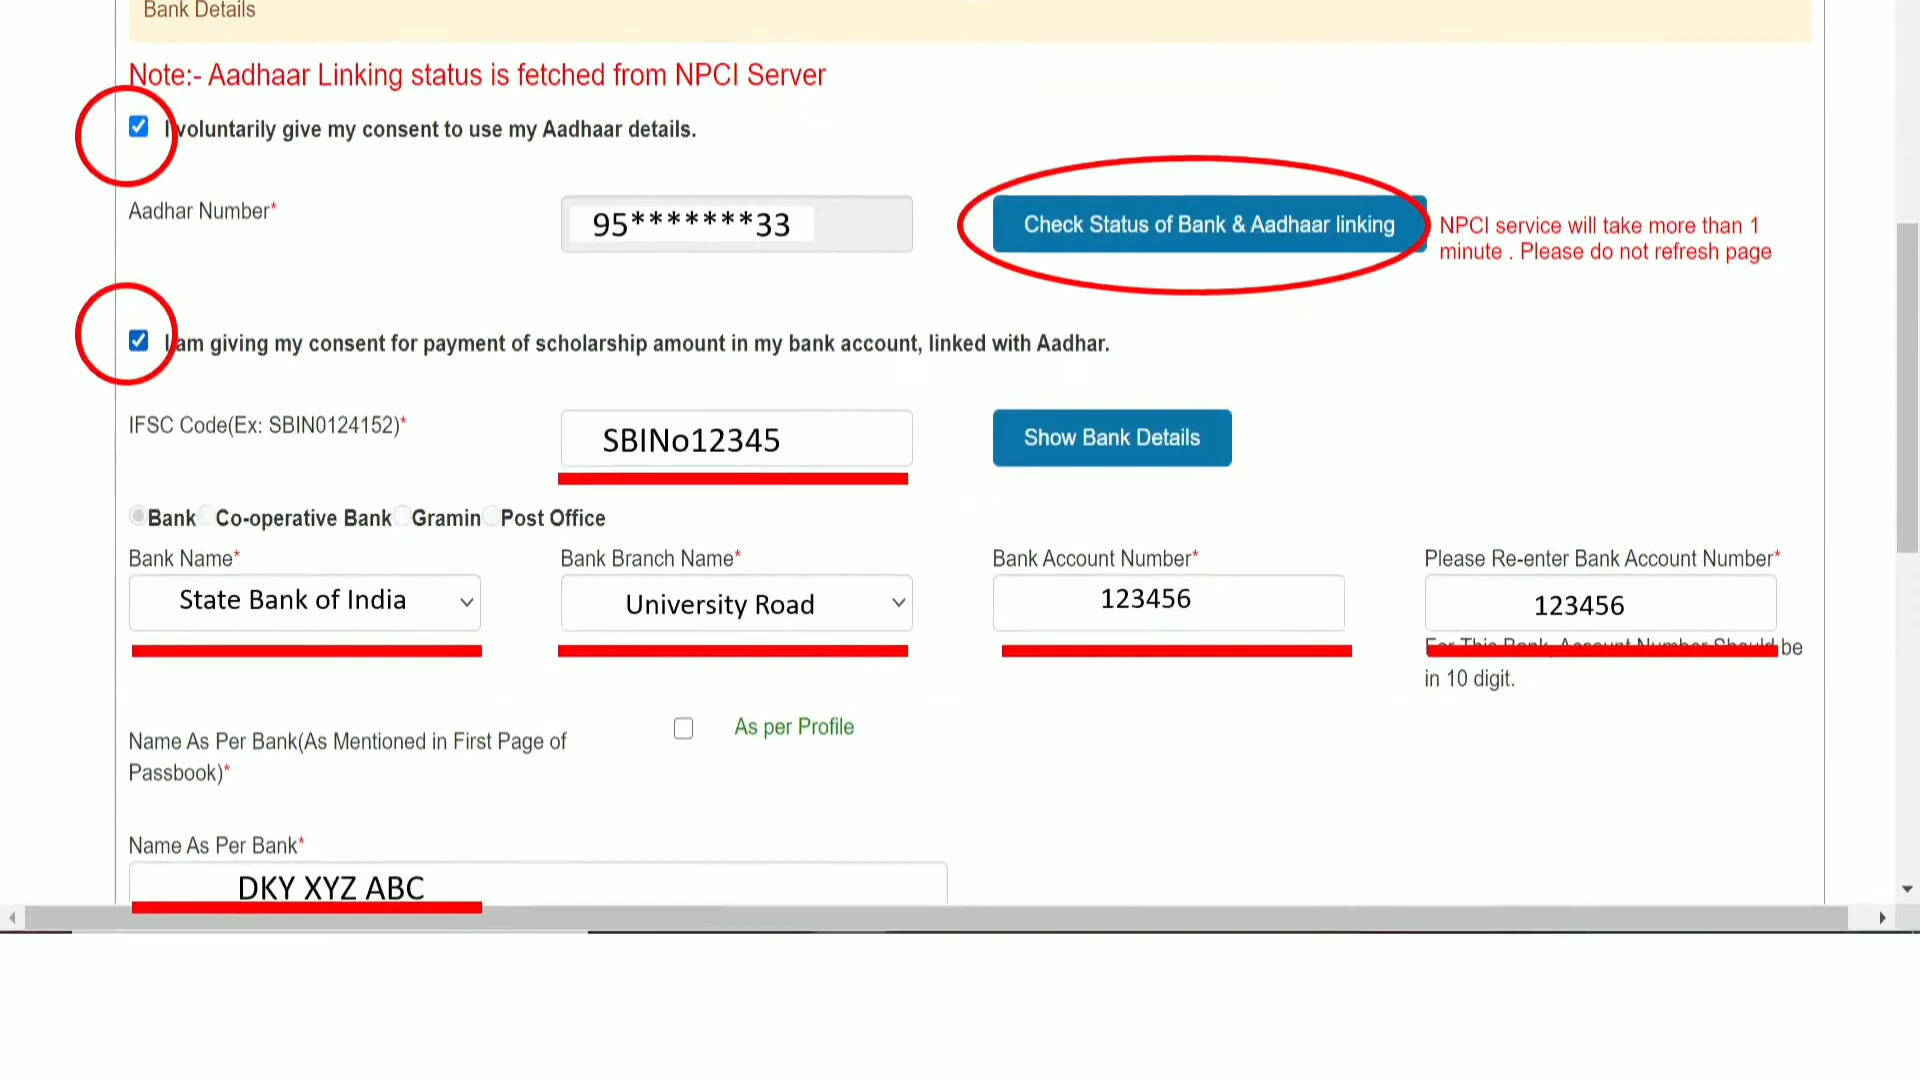 Bank Details
Note:- Aadhaar Linking status is fetched from NPCI Server
I voluntarily give my consent to use my Aadhaar details.
Aadhar Number*
95*******33
Check Status of Bank & Aadhaar linking
NPCI service will take more than 1
minute . Please do not refresh page
I am giving my consent for payment of scholarship amount in my bank account, linked with Aadhar.
IFSC Code(Ex: SBIN0124152)*
SBINo12345
Show Bank Details
Bank Co-operative Bank Gramin Post Office
Bank Name* Bank Branch Name* Bank Account Number* Please Re-enter Bank Account Number*
State Bank of India University Road 123456 123456
For This Bank, Account Number Should be
in 10 digit.
As per Profile
Name As Per Bank(As Mentioned in First Page of
Passbook)*
Name As Per Bank*
DKY XYZ ABC